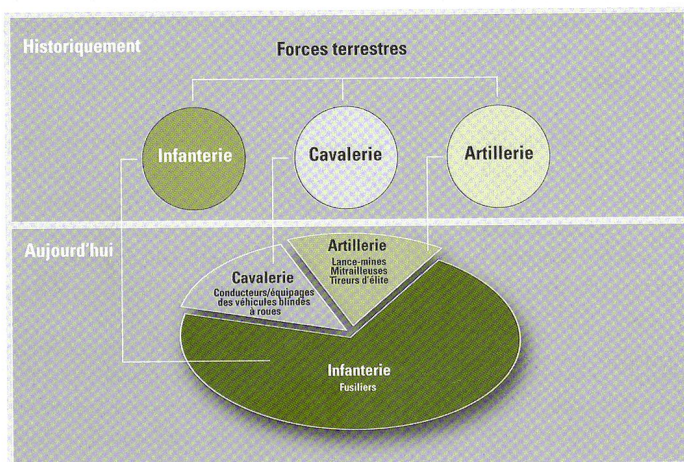 Historiquement
Forces terrestres
Infanterie
Cavalerie
Artillerie
Aujourd'hui
Artillerie
Lance-mines
Mitrailleuses
Tireurs d'élite
Cavalerie
Conducteurs/équipages
des véhicules blindés
à roues
Infanterie
Fusiliers